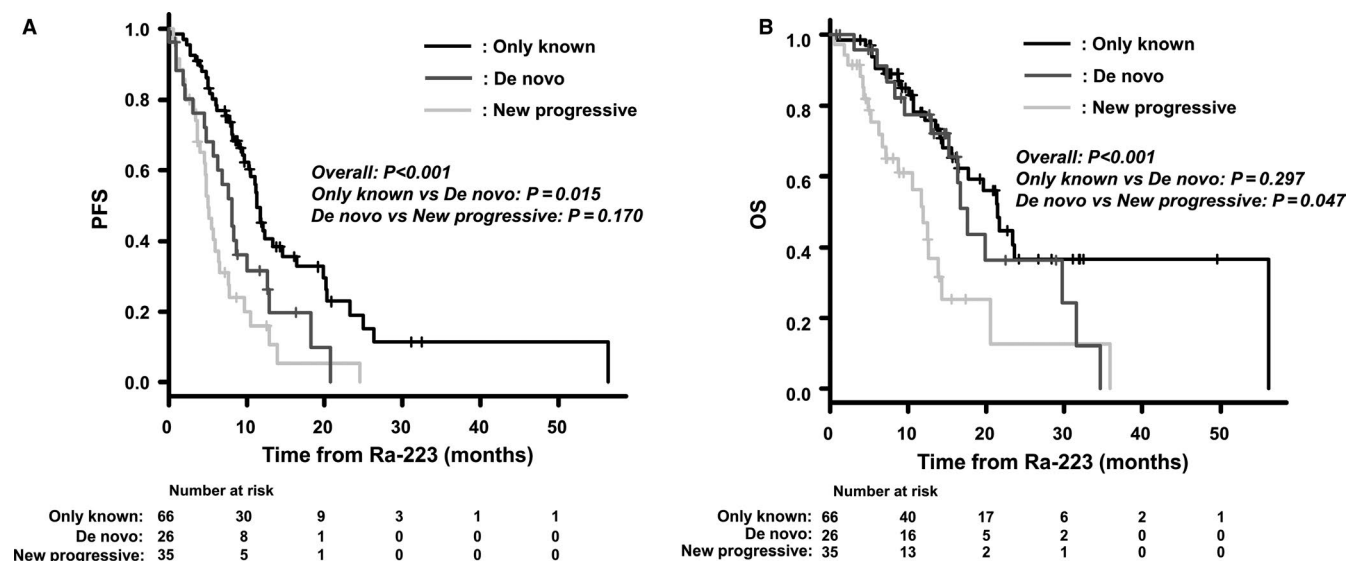 A
PFS
1.0
0.8
0.6
0.4
0.2
0.0
: Only known
: De novo
: New progressive
Overall: P<0.001
Only known vs De novo: P = 0.015
De novo vs New progressive: P = 0.170
0 10 20 30 40 50
Time from Ra-223 (months)
Number at risk
Only known: 66 30 9 3 1 1
De novo: 26 8 1 0 0 0
New progressive: 35 5 1 0 0 0
B
OS
1.0
0.8
0.6
0.4
0.2
0.0
: Only known
: De novo
: New progressive
Overall: P<0.001
Only known vs De novo: P = 0.297
De novo vs New progressive: P = 0.047
0 10 20 30 40 50
Time from Ra-223 (months)
Number at risk
Only known: 66 40 17 6 2 1
De novo: 26 16 5 2 0 0
New progressive: 35 13 2 1 0 0